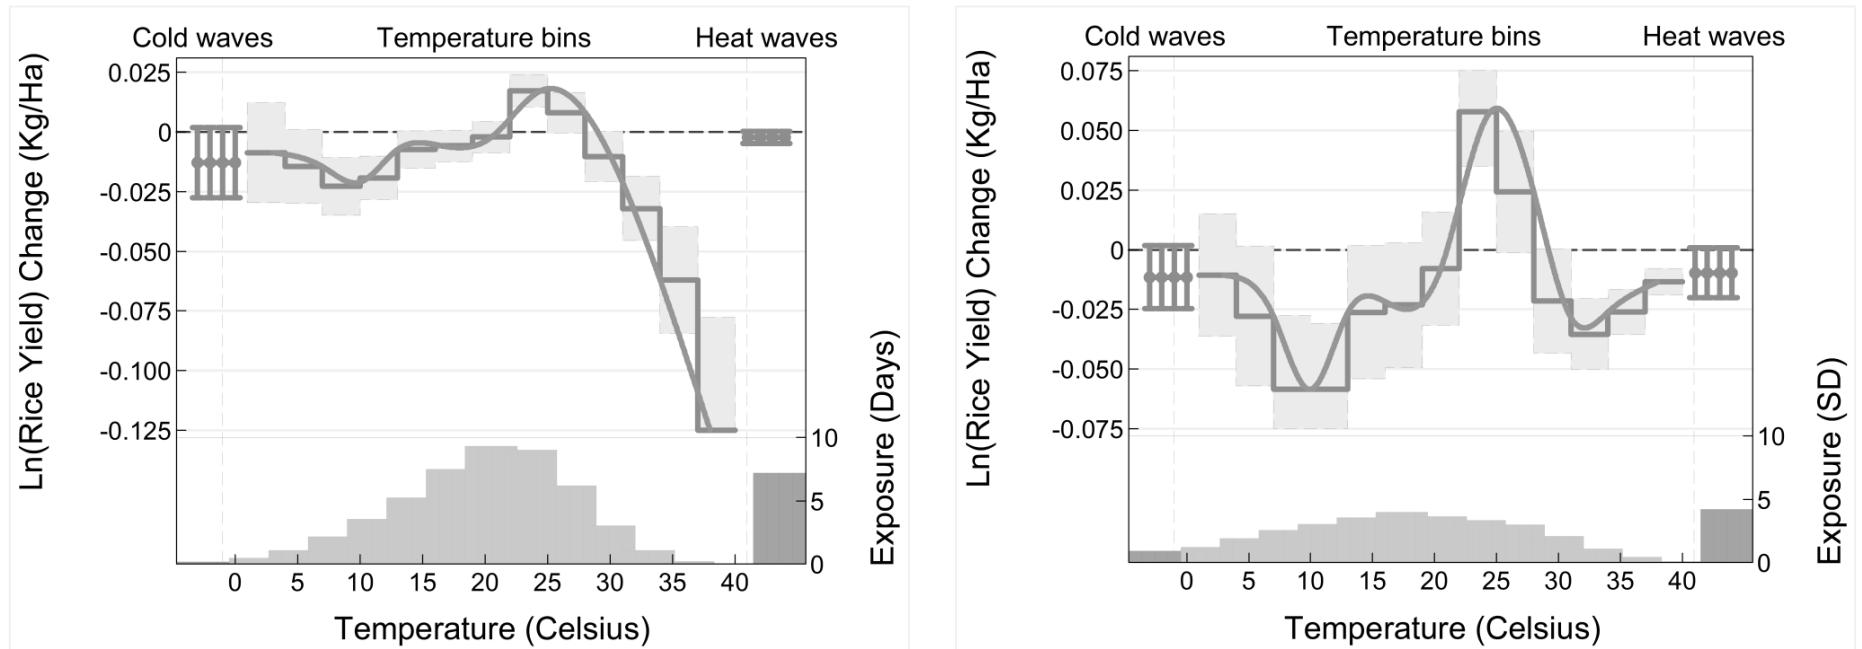 Cold waves Temperature bins Heat waves
Ln(Rice Yield) Change (Kg/Ha)
0.025
0
-0.025
-0.050
-0.075
-0.100
-0.125
10
5
0
Exposure (Days)
0 5 10 15 20 25 30 35 40
Temperature (Celsius)
Cold waves Temperature bins Heat waves
Ln(Rice Yield) Change (Kg/Ha)
0.075
0.050
0.025
0
-0.025
-0.050
-0.075
10
5
0
Exposure (SD)
0 5 10 15 20 25 30 35 40
Temperature (Celsius)